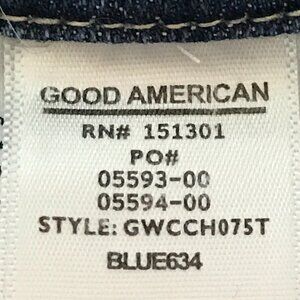 GOOD AMERICAN
RN# 151301
PO#
05593-00
05594-00
STYLE: GWCCH075T
BLUE634